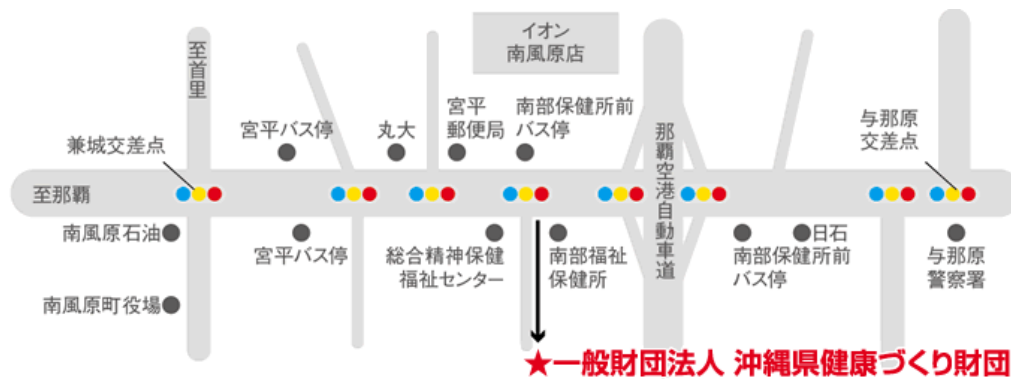 イオン
南風原店
至首里
宮平バス停
丸大
宮平
郵便局
南部保健所前
バス停
兼城交差点
那覇空港自動車道
与那原
交差点
至那覇
南風原石油
宮平バス停
総合精神保健
福祉センター
南部福祉
保健所
南部保健所前
バス停
日石
与那原
警察署
南風原町役場
★一般財団法人 沖縄県健康づくり財団